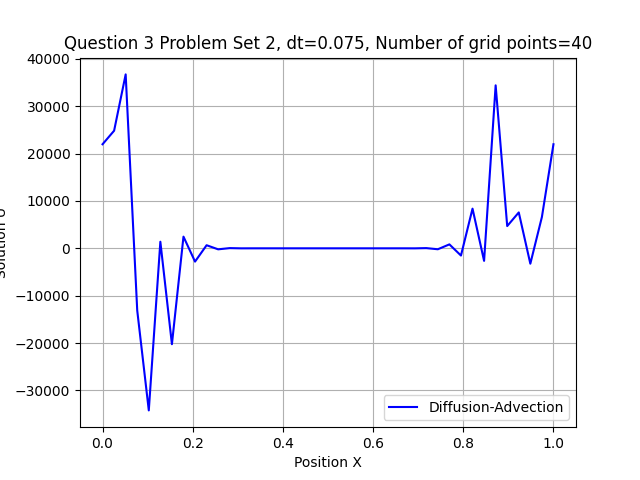 Question 3 Problem Set 2, dt=0.075, Number of grid points=40
40000
30000
20000
10000
0
−10000
−20000
−30000
Solution U
0.0 0.2 0.4 0.6 0.8 1.0
Position X
Diffusion-Advection